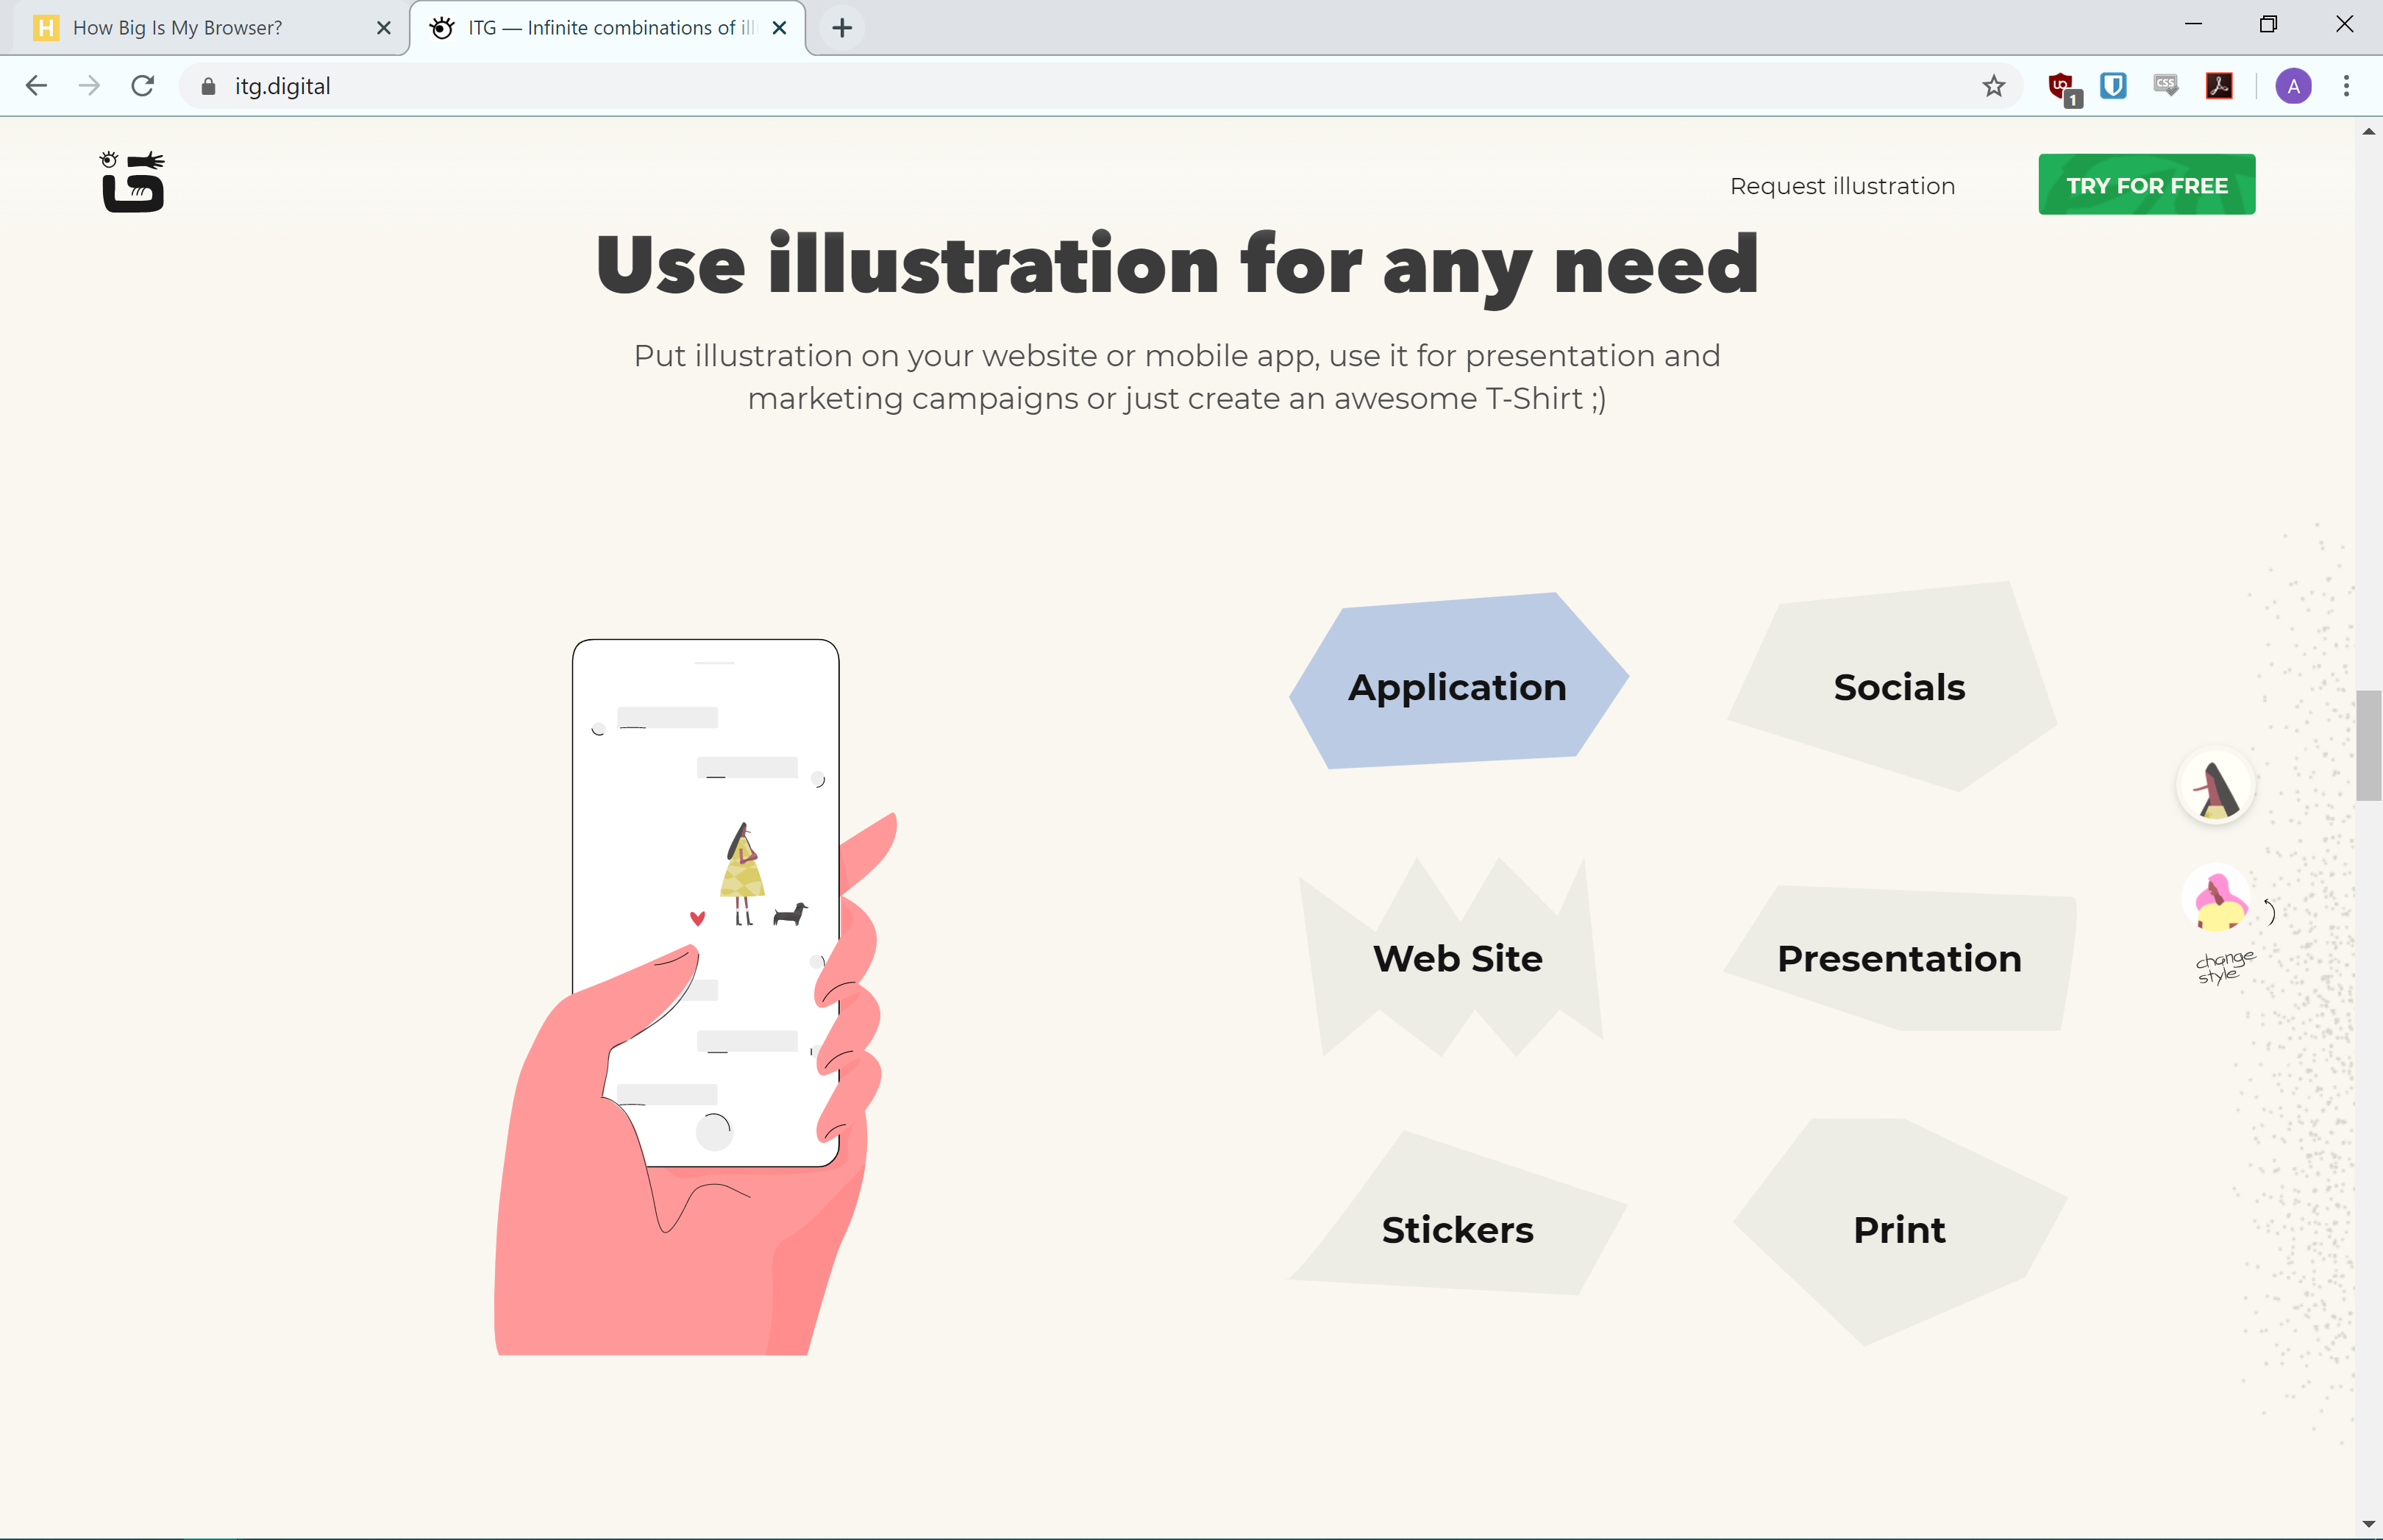 How Big Is My Browser?
ITG — Infinite combinations of ill
itg.digital
1
CSS
A
Request illustration
TRY FOR FREE
Use illustration for any need
Put illustration on your website or mobile app, use it for presentation and
marketing campaigns or just create an awesome T-Shirt ;)
Application
Socials
Web Site
Presentation
change
style
Stickers
Print